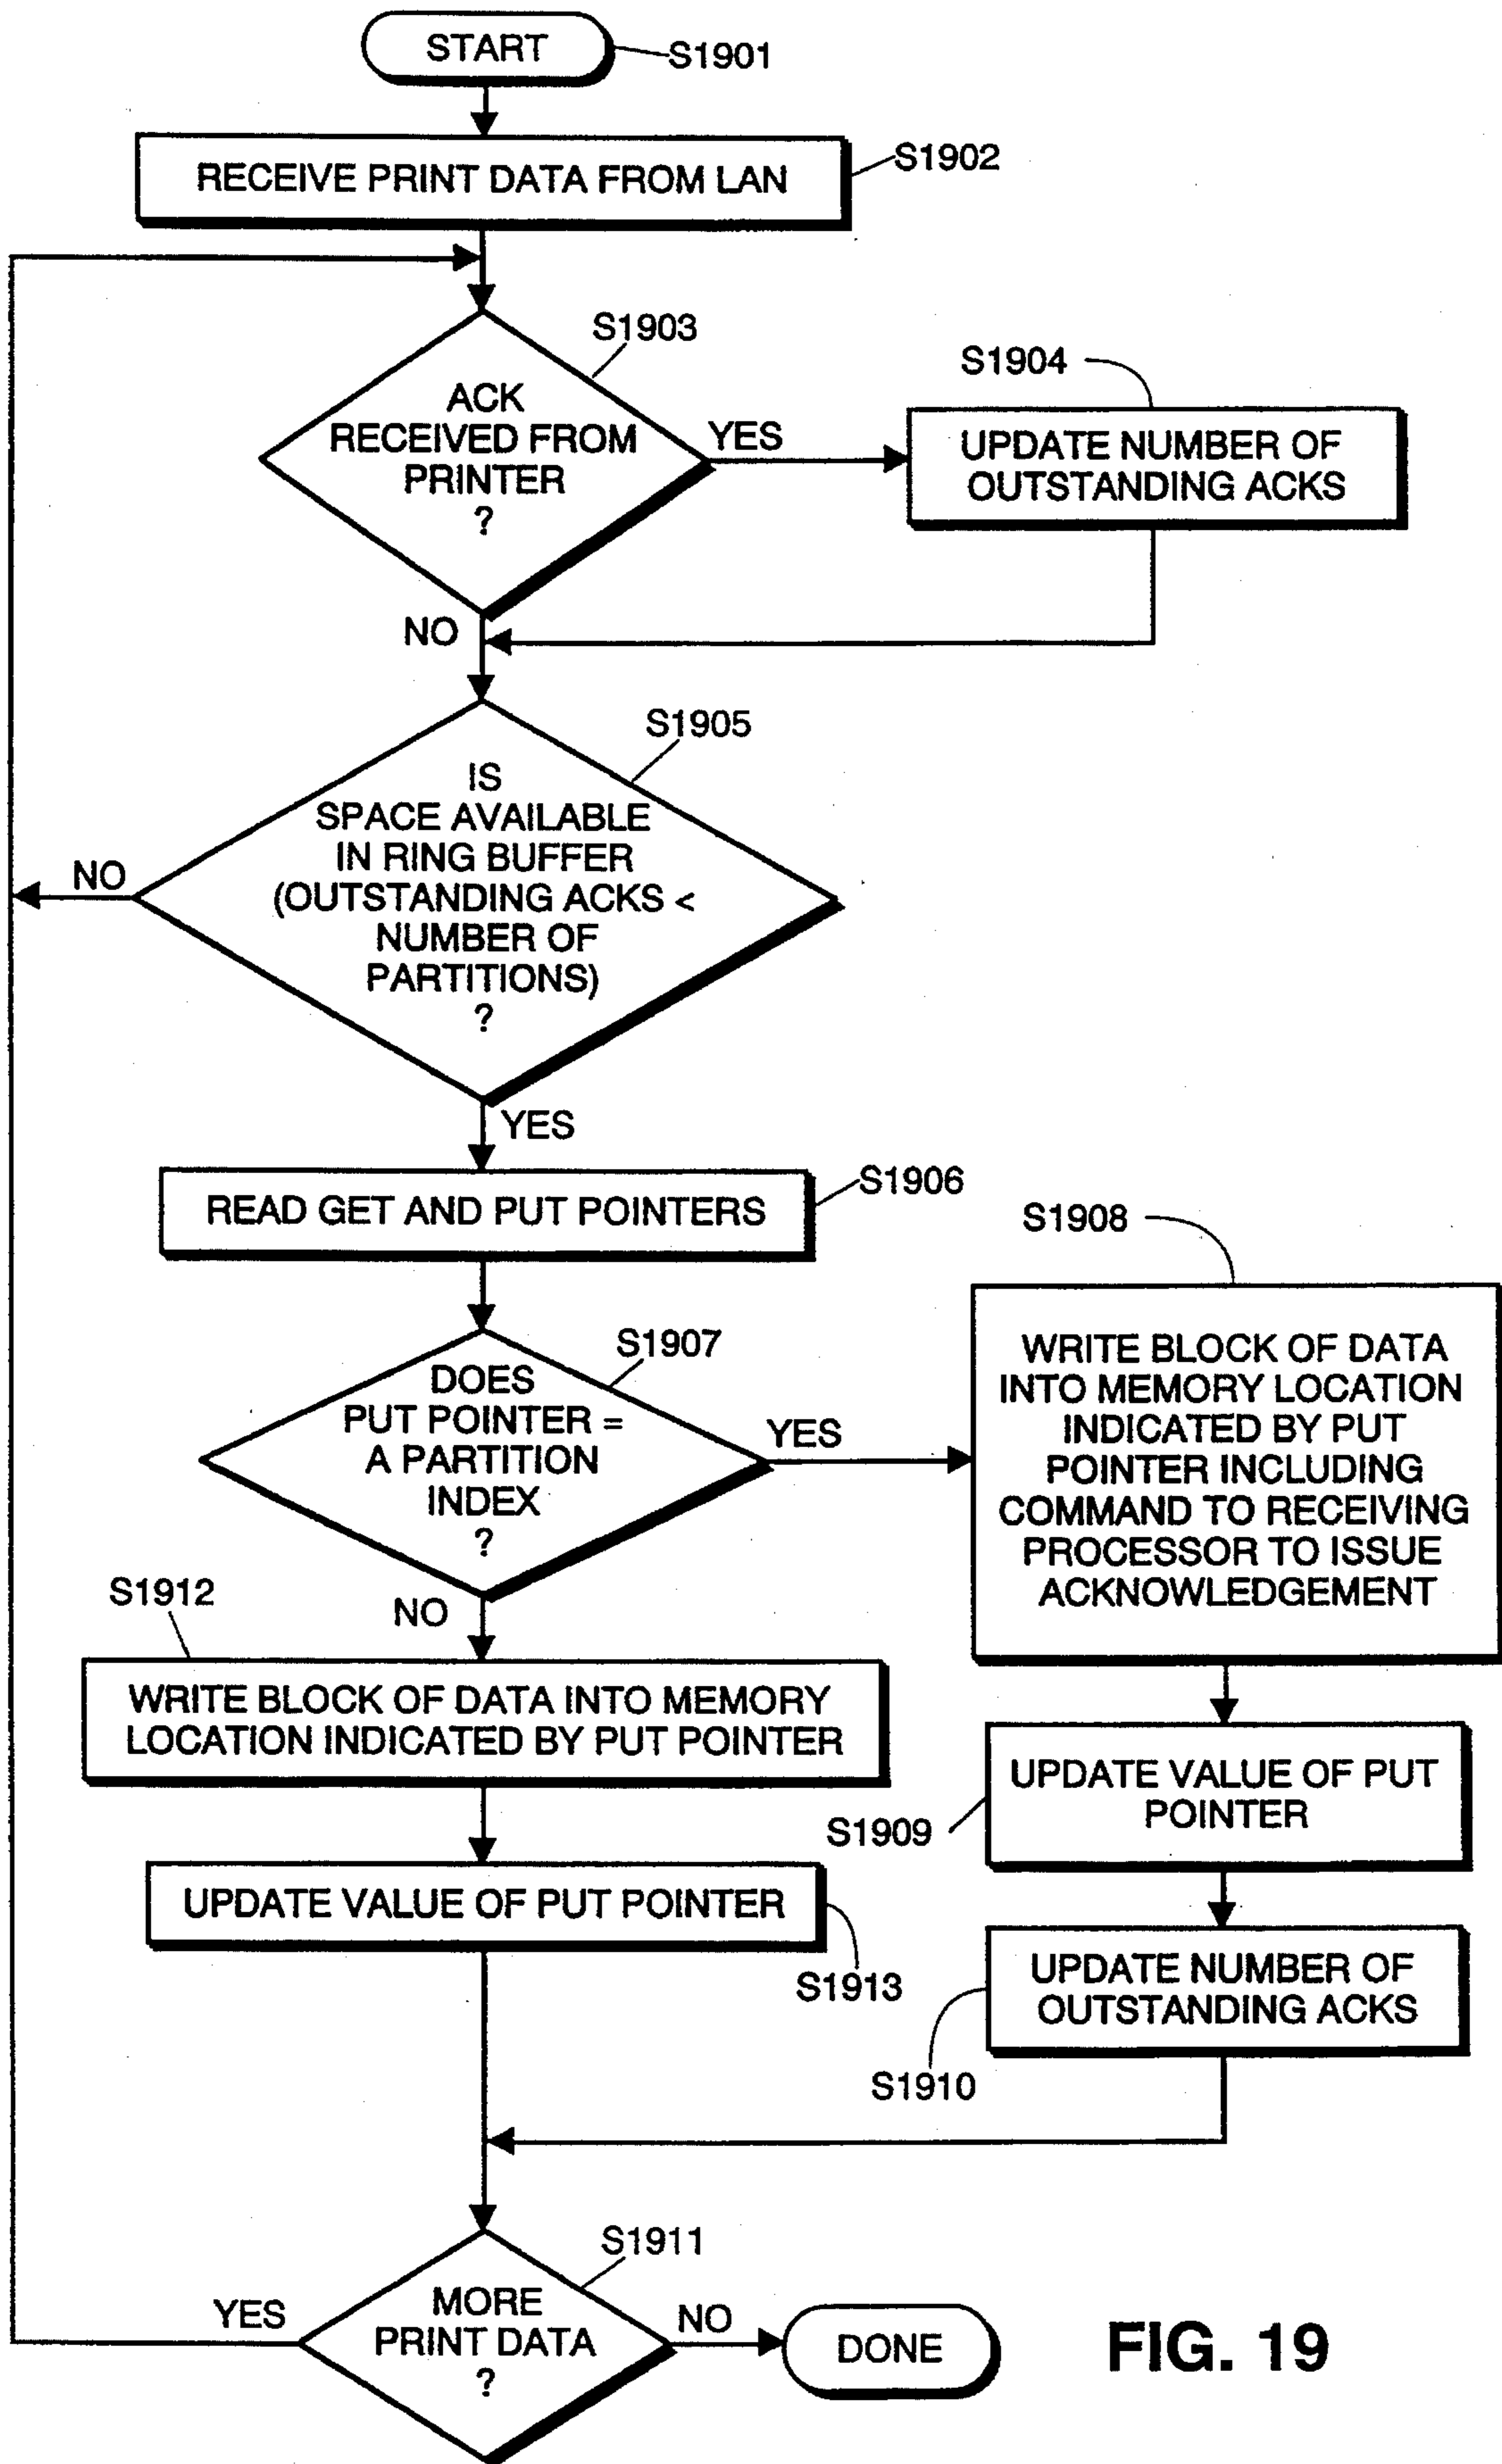 START
S1901
RECEIVE PRINT DATA FROM LAN
S1902
S1903
ACK
RECEIVED FROM
PRINTER
?
YES
S1904
UPDATE NUMBER OF
OUTSTANDING ACKS
NO
S1905
IS
SPACE AVAILABLE
IN RING BUFFER
(OUTSTANDING ACKS <
NUMBER OF
PARTITIONS)
?
NO
YES
READ GET AND PUT POINTERS
S1906
S1907
DOES
PUT POINTER =
A PARTITION
INDEX
?
YES
S1908
WRITE BLOCK OF DATA
INTO MEMORY LOCATION
INDICATED BY PUT
POINTER INCLUDING
COMMAND TO RECEIVING
PROCESSOR TO ISSUE
ACKNOWLEDGEMENT
NO
S1912
WRITE BLOCK OF DATA INTO MEMORY
LOCATION INDICATED BY PUT POINTER
UPDATE VALUE OF PUT
POINTER
S1909
UPDATE VALUE OF PUT POINTER
S1913
UPDATE NUMBER OF
OUTSTANDING ACKS
S1910
S1911
MORE
PRINT DATA
?
YES
NO
DONE
FIG. 19